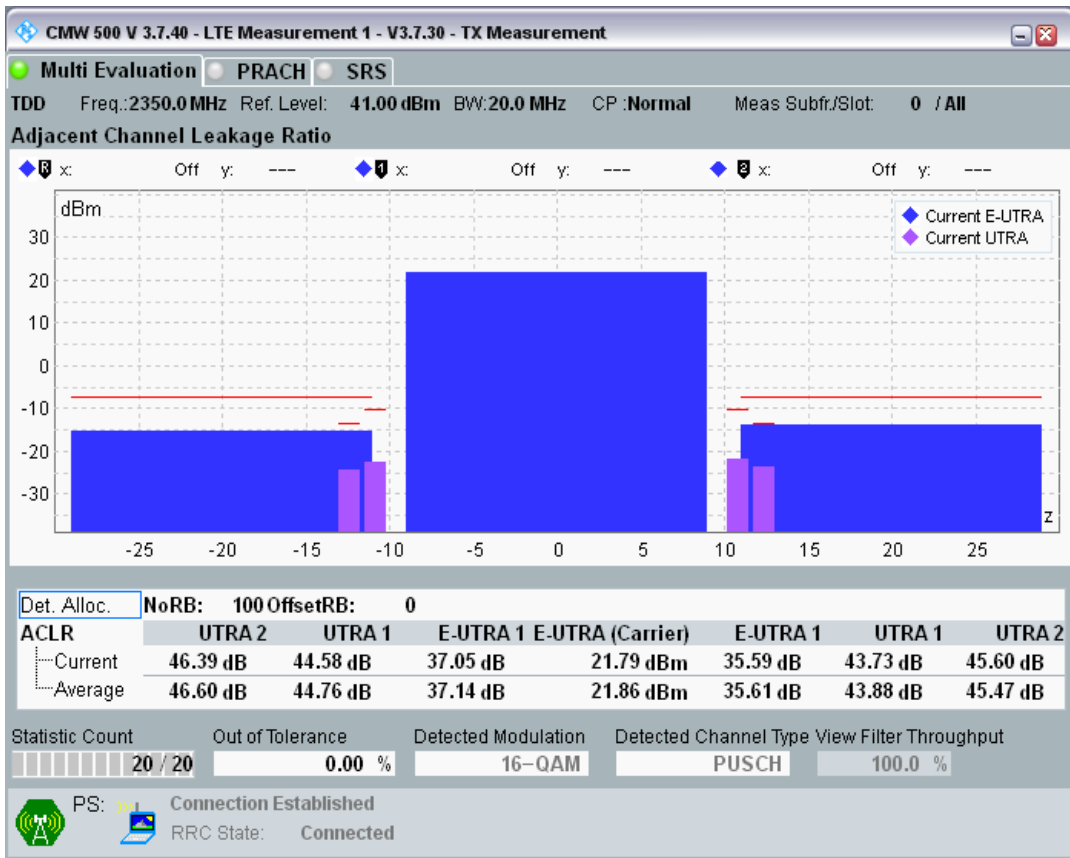 CMW 500 V 3.7.40 - LTE Measurement 1 - V3.7.30 - TX Measurement
Multi Evaluation PRACH SRS
TDD Freq.:2350.0 MHz Ref. Level: 41.00 dBm BW:20.0 MHz CP :Normal Meas Subfr./Slot: 0 / All
Adjacent Channel Leakage Ratio
R x: Off y: --- 1 x: Off y: --- 2 x: Off y: ---
dBm
Current E-UTRA
Current UTRA
30
20
10
0
-10
-20
-30
z
-25 -20 -15 -10 -5 0 5 10 15 20 25
Det. Alloc. NoRB: 100 OffsetRB: 0
ACLR UTRA 2 UTRA 1 E-UTRA 1 E-UTRA (Carrier) E-UTRA 1 UTRA 1 UTRA 2
Current 46.39 dB 44.58 dB 37.05 dB 21.79 dBm 35.59 dB 43.73 dB 45.60 dB
Average 46.60 dB 44.76 dB 37.14 dB 21.86 dBm 35.61 dB 43.88 dB 45.47 dB
Statistic Count Out of Tolerance Detected Modulation Detected Channel Type View Filter Throughput
20 / 20 0.00 % 16-QAM PUSCH 100.0 %
PS: Connection Established
RRC State: Connected